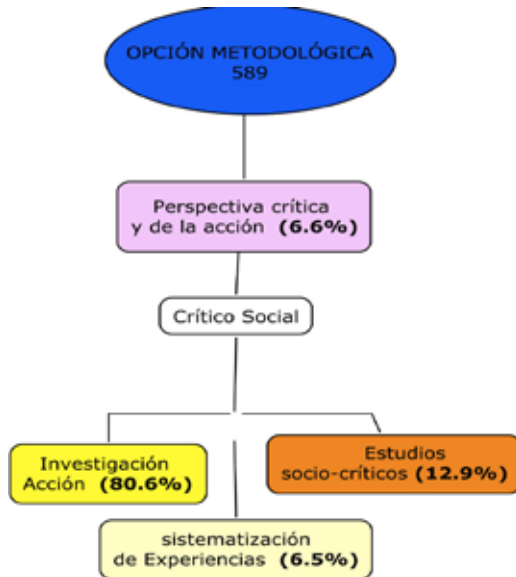 OPCIÓN METODOLÓGICA
589
Perspectiva crítica
y de la acción (6.6%)
Crítico Social
Investigación
Acción (80.6%)
Estudios
socio-críticos (12.9%)
sistematización
de Experiencias (6.5%)